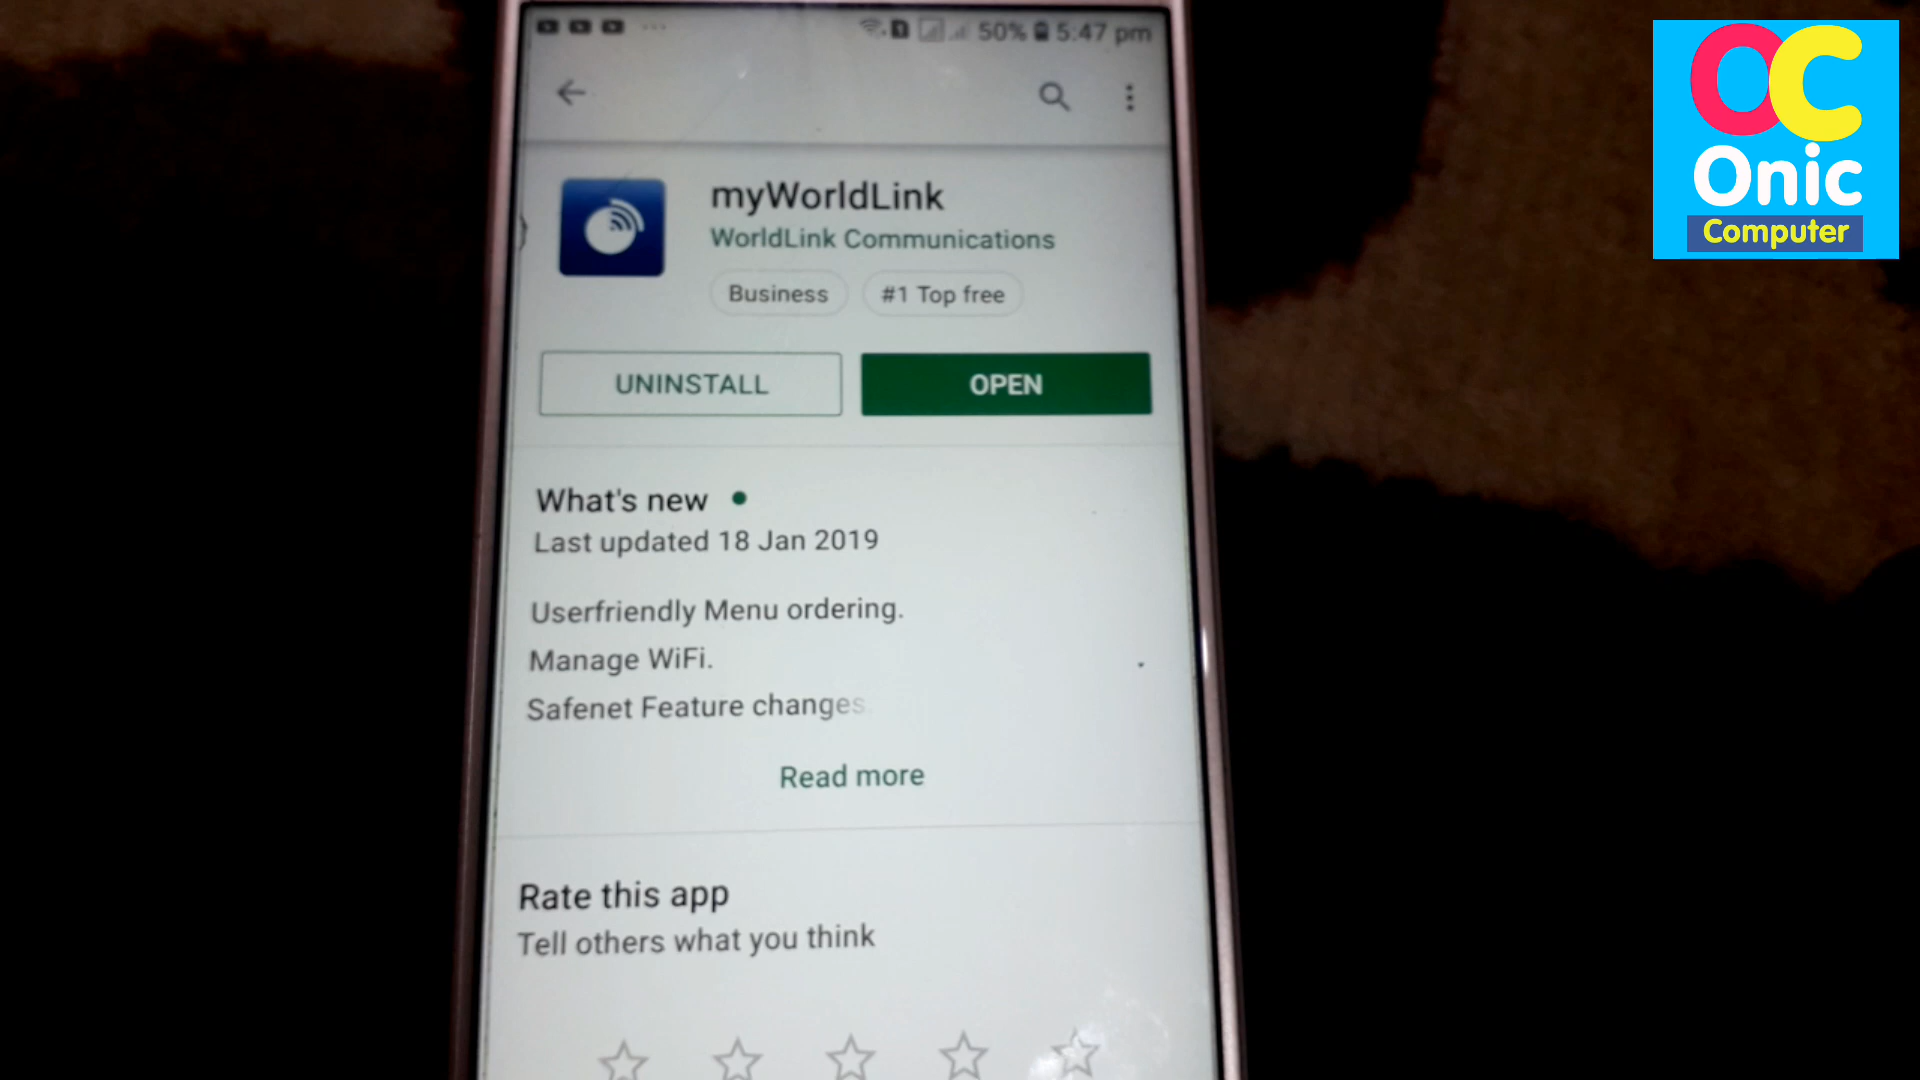 50% 5:47 pm
myWorldLink
WorldLink Communications
Business #1 Top free
UNINSTALL OPEN
What's new
Last updated 18 Jan 2019
Userfriendly Menu ordering.
Manage WiFi.
Safenet Feature changes
Read more
Rate this app
Tell others what you think
OC
Onic
Computer